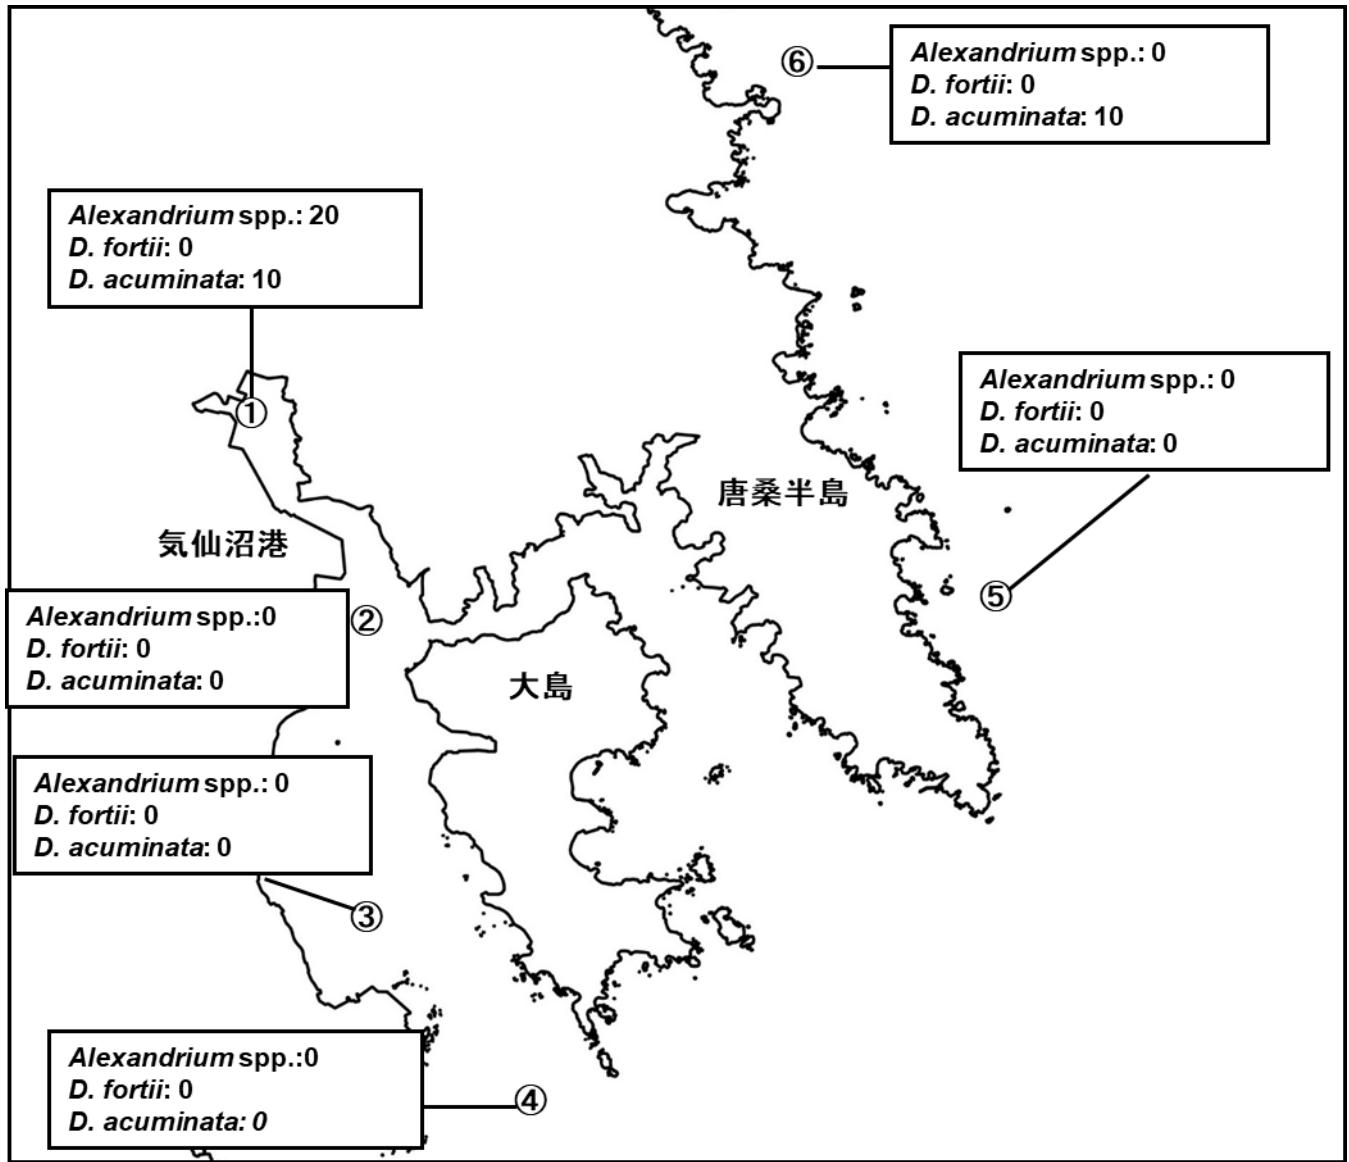 ⑥
Alexandrium spp.: 0
D. fortii: 0
D. acuminata: 10
Alexandrium spp.: 20
D. fortii: 0
D. acuminata: 10
①
Alexandrium spp.: 0
D. fortii: 0
D. acuminata: 0
唐桑半島
気仙沼港
⑤
Alexandrium spp.:0
D. fortii: 0
D. acuminata: 0
②
大島
Alexandrium spp.: 0
D. fortii: 0
D. acuminata: 0
③
Alexandrium spp.:0
D. fortii: 0
D. acuminata: 0
④